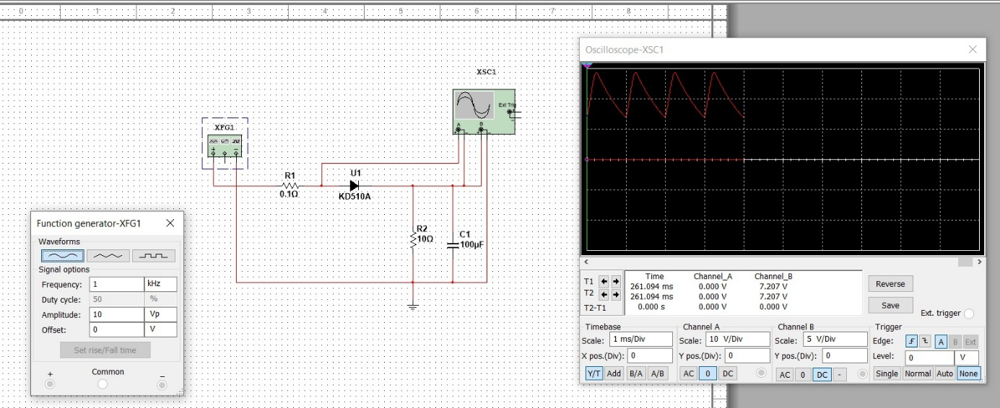 0 1 2 3 4 5 6 7 8
Oscilloscope-XSC1
XSC1
Ext Trig
A B
XFG1
R1
0.1Ω
U1
KD510A
R2
10Ω
C1
100µF
Function generator-XFG1
Waveforms
Signal options
Frequency: 1 kHz
Duty cycle: 50 %
Amplitude: 10 Vp
Offset: 0 V
Set rise/Fall time
+ Common −
Time Channel_A Channel_B
T1 261.094 ms 0.000 V 7.207 V
T2 261.094 ms 0.000 V 7.207 V
T2-T1 0.000 s 0.000 V 0.000 V
Reverse
Save
Ext. trigger
Timebase
Scale: 1 ms/Div
X pos.(Div): 0
Y/T Add B/A A/B
Channel A
Scale: 10 V/Div
Y pos.(Div): 0
AC 0 DC
Channel B
Scale: 5 V/Div
Y pos.(Div): 0
AC 0 DC -
Trigger
Edge: A B Ext
Level: 0 V
Single Normal Auto None